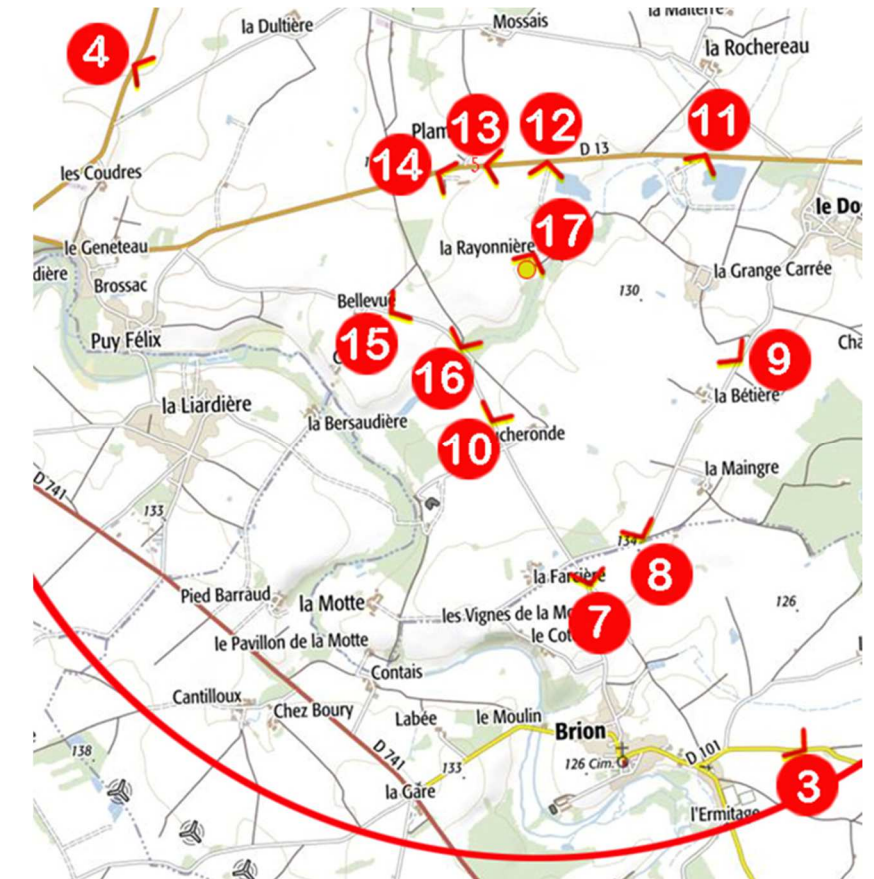 la Dultière
Mossais
la Rochereau
4
11
13
12
Plam
D 13
14
5
les Coudres
le Do
17
le Geneteau
la Rayonnière
dière
la Grange Carrée
Brossac
130
Bellevue
Puy Félix
15
9
Cha
16
la Bétière
la Liardière
la Bersaudière
cheronde
10
la Maingre
D 741
133
134
la Farcière
8
Pied Barraud
la Motte
126
les Vignes de la Mo
7
le Cot
le Pavillon de la Motte
Contais
Cantilloux
Chez Boury
Labée
le Moulin
Brion
138
D 741
D 101
133
126 Cim.
3
la Gare
l'Ermitage